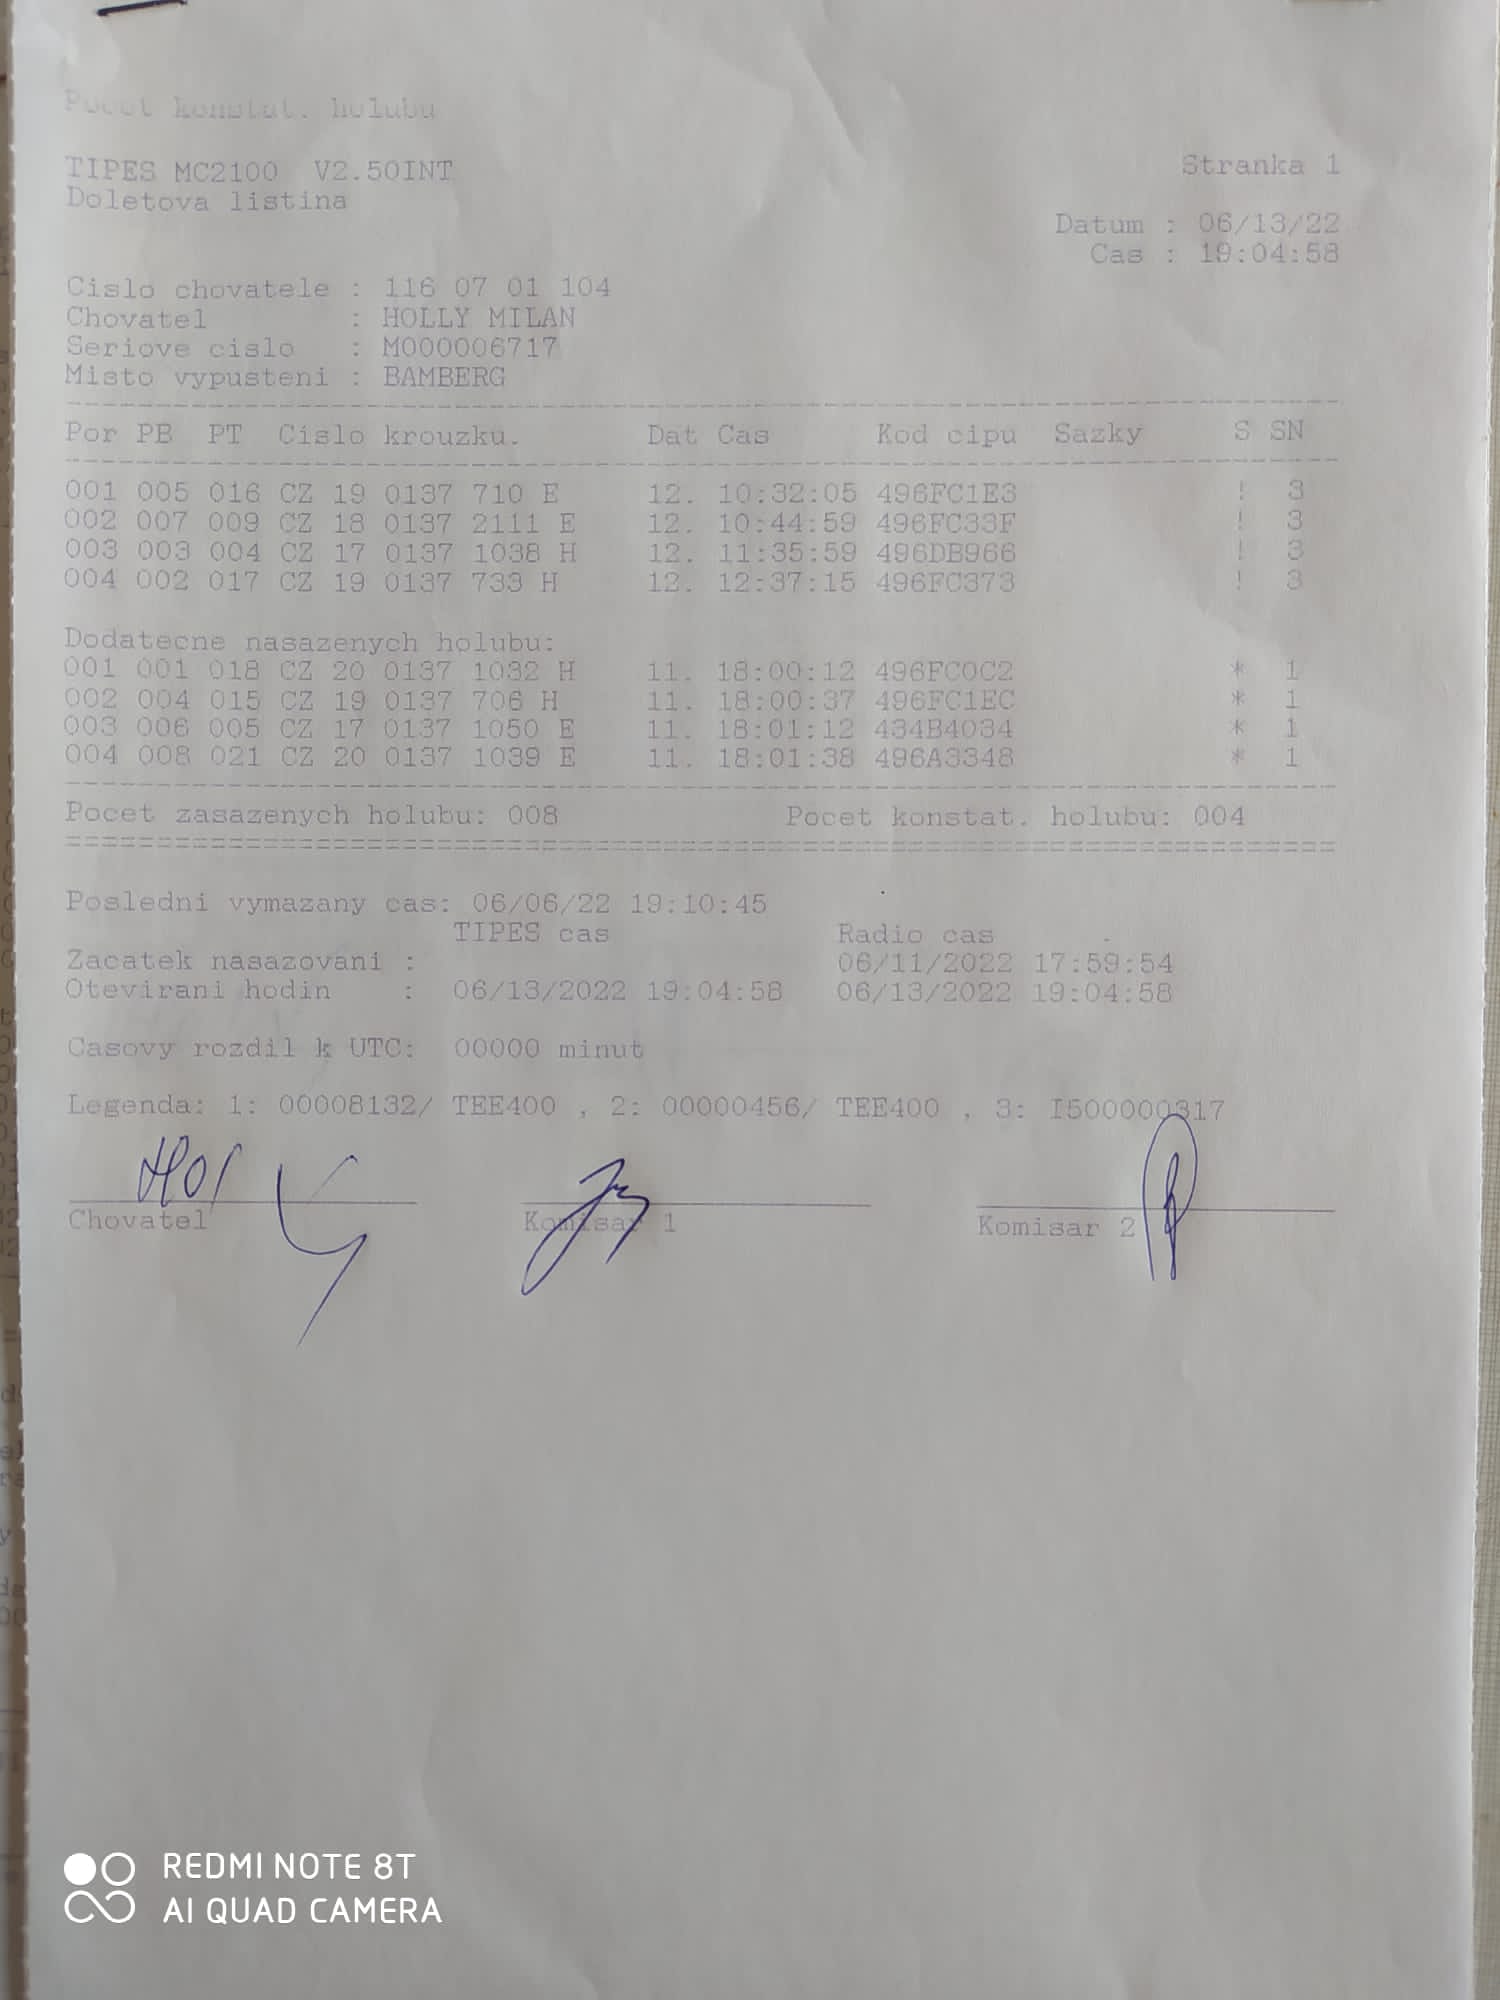 Pocet konstat. holubu
TIPES MC2100 V2.50INT Stranka 1
Doletova listina
Datum : 06/13/22
Cas : 19:04:58
Cislo chovatele : 116 07 01 104
Chovatel : HOLLY MILAN
Seriove cislo : M000006717
Misto vypusteni : BAMBERG
Por PB PT Cislo krouzku. Dat Cas Kod cipu Sazky S SN
001 005 016 CZ 19 0137 710 E 12. 10:32:05 496FC1E3 ! 3
002 007 009 CZ 18 0137 2111 E 12. 10:44:59 496FC33F ! 3
003 003 004 CZ 17 0137 1038 H 12. 11:35:59 496DB966 ! 3
004 002 017 CZ 19 0137 733 H 12. 12:37:15 496FC373 ! 3
Dodatecne nasazenych holubu:
001 001 018 CZ 20 0137 1032 H 11. 18:00:12 496FC0C2 * 1
002 004 015 CZ 19 0137 706 H 11. 18:00:37 496FC1EC * 1
003 006 005 CZ 17 0137 1050 E 11. 18:01:12 434B4034 * 1
004 008 021 CZ 20 0137 1039 E 11. 18:01:38 496A3348 * 1
Pocet zasazenych holubu: 008 Pocet konstat. holubu: 004
Posledni vymazany cas: 06/06/22 19:10:45
TIPES cas Radio cas
Zacatek nasazovani : 06/11/2022 17:59:54
Otevirani hodin : 06/13/2022 19:04:58 06/13/2022 19:04:58
Casovy rozdil k UTC: 00000 minut
Legenda: 1: 00008132/ TEE400 , 2: 00000456/ TEE400 , 3: I500000317
Chovatel Komisar 1 Komisar 2
REDMI NOTE 8T
AI QUAD CAMERA